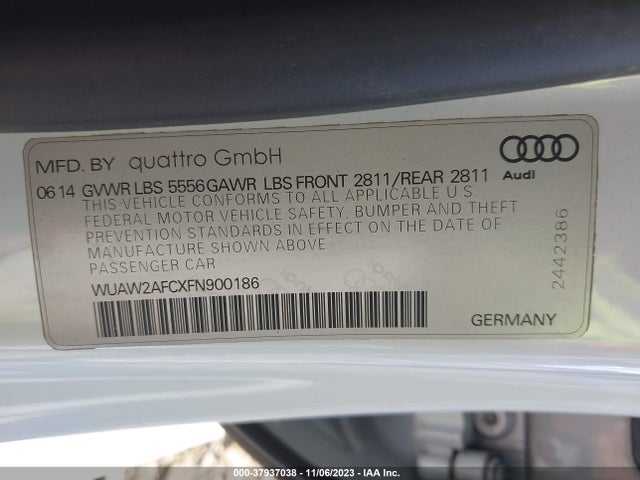 MFD. BY quattro GmbH
Audi
06 14 GVWR LBS 5556 GAWR LBS FRONT 2811/REAR 2811
THIS VEHICLE CONFORMS TO ALL APPLICABLE U S
FEDERAL MOTOR VEHICLE SAFETY, BUMPER AND THEFT
PREVENTION STANDARDS IN EFFECT ON THE DATE OF
MANUFACTURE SHOWN ABOVE
PASSENGER CAR
WUAW2AFCXFN900186
GERMANY
2442386
000-37937038 - 11/06/2023 - IAA Inc.